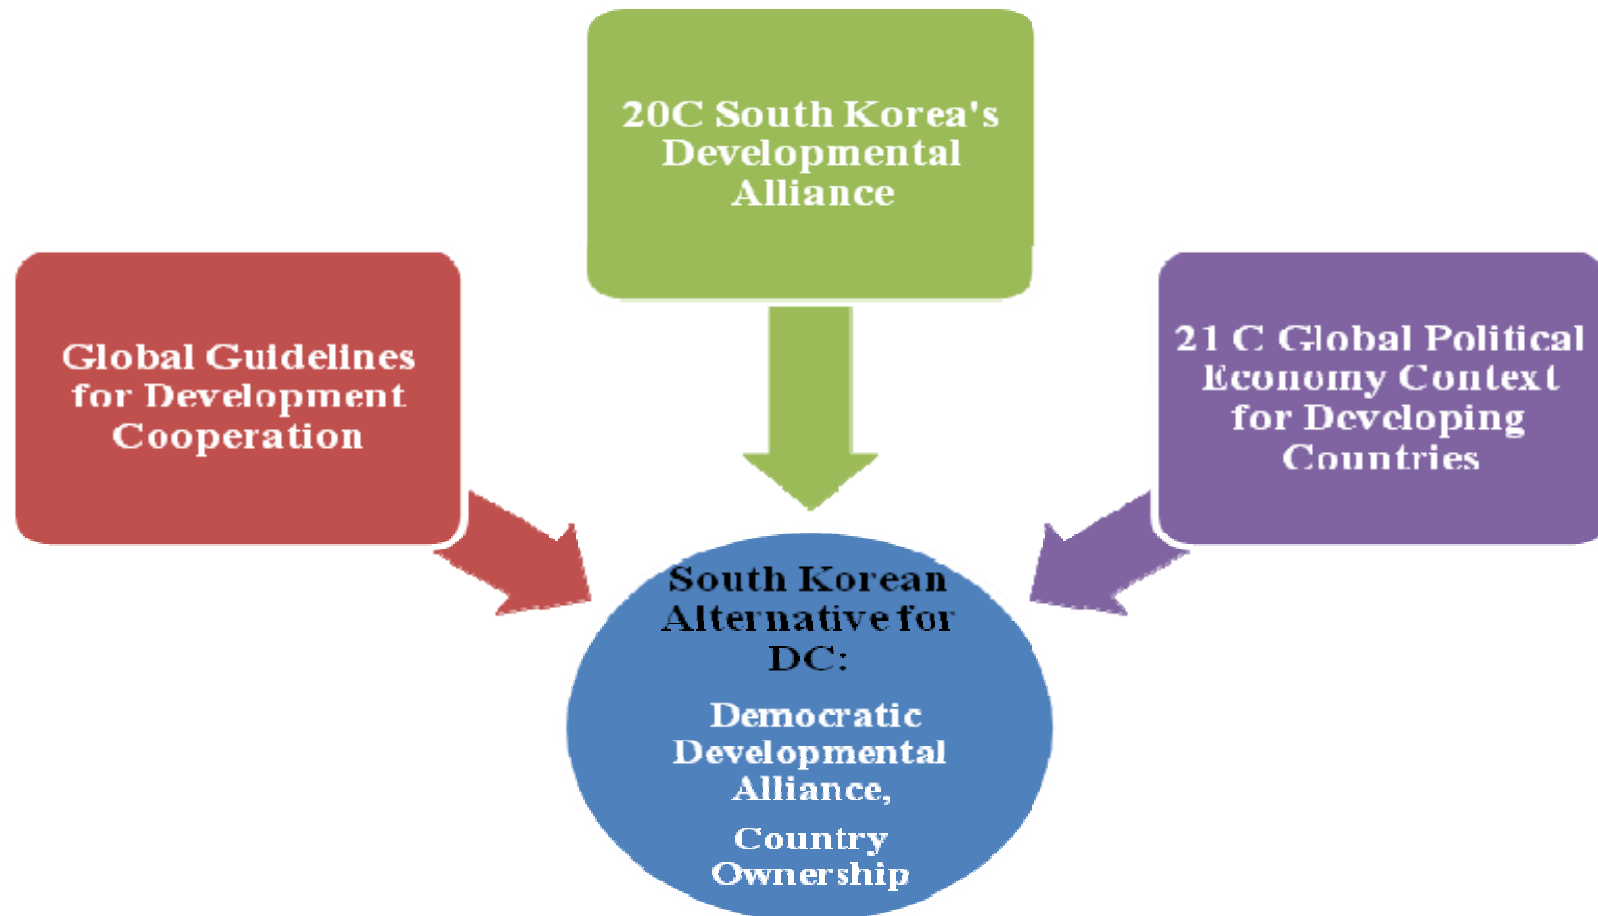 20C South Korea's
Developmental
Alliance
Global Guidelines
for Development
Cooperation
21 C Global Political
Economy Context
for Developing
Countries
South Korean
Alternative for
DC:
Democratic
Developmental
Alliance,
Country
Ownership